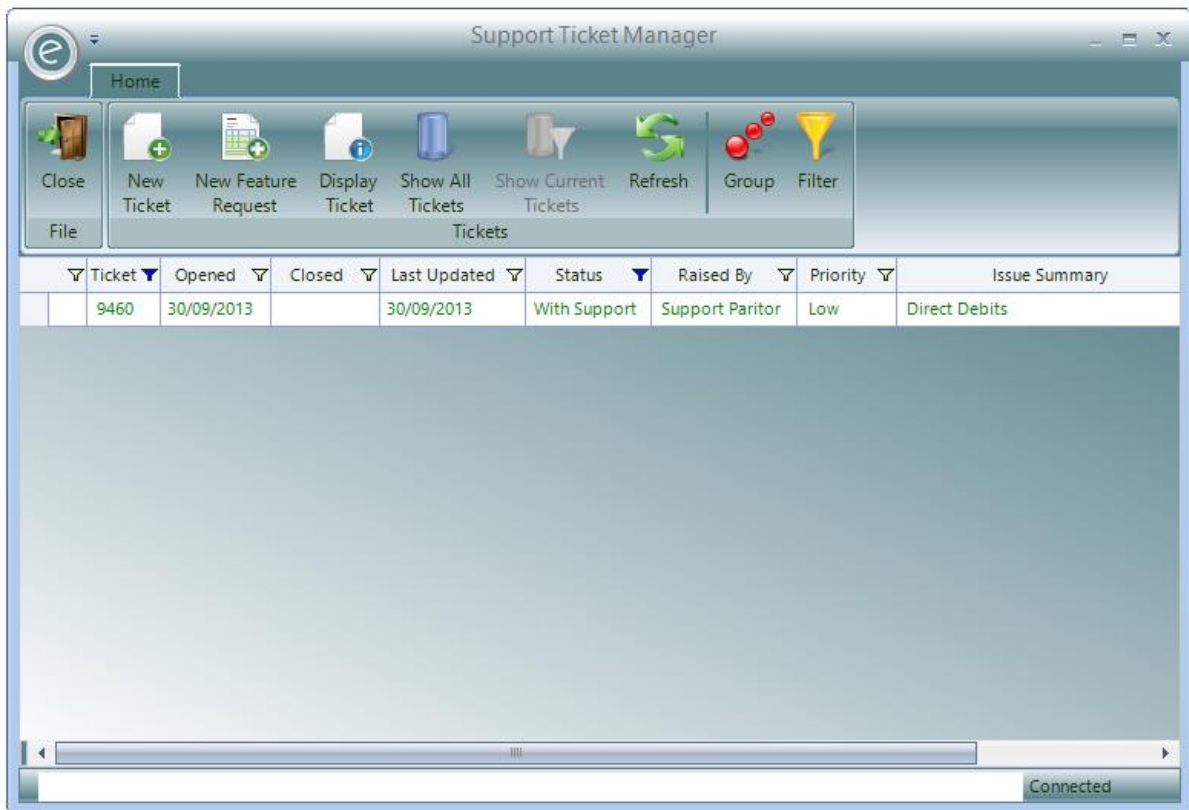 Support Ticket Manager
e
Home
Close
New Ticket
New Feature Request
Display Ticket
Show All Tickets
Show Current Tickets
Refresh
Group
Filter
File
Tickets
Ticket Opened Closed Last Updated Status Raised By Priority Issue Summary
9460 30/09/2013 30/09/2013 With Support Support Paritor Low Direct Debits
Connected